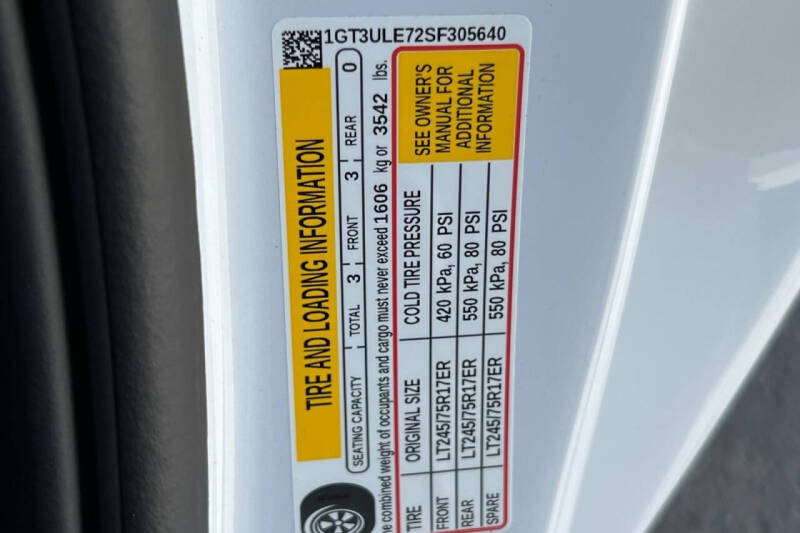 1GT3ULE72SF305640
TIRE AND LOADING INFORMATION
SEATING CAPACITY TOTAL 3 FRONT 3 REAR 0
combined weight of occupants and cargo must never exceed 1606 kg or 3542 lbs.
TIRE ORIGINAL SIZE COLD TIRE PRESSURE
FRONT LT245/75R17ER 420 kPa, 60 PSI
REAR LT245/75R17ER 550 kPa, 80 PSI
SPARE LT245/75R17ER 550 kPa, 80 PSI
SEE OWNER'S
MANUAL FOR
ADDITIONAL
INFORMATION